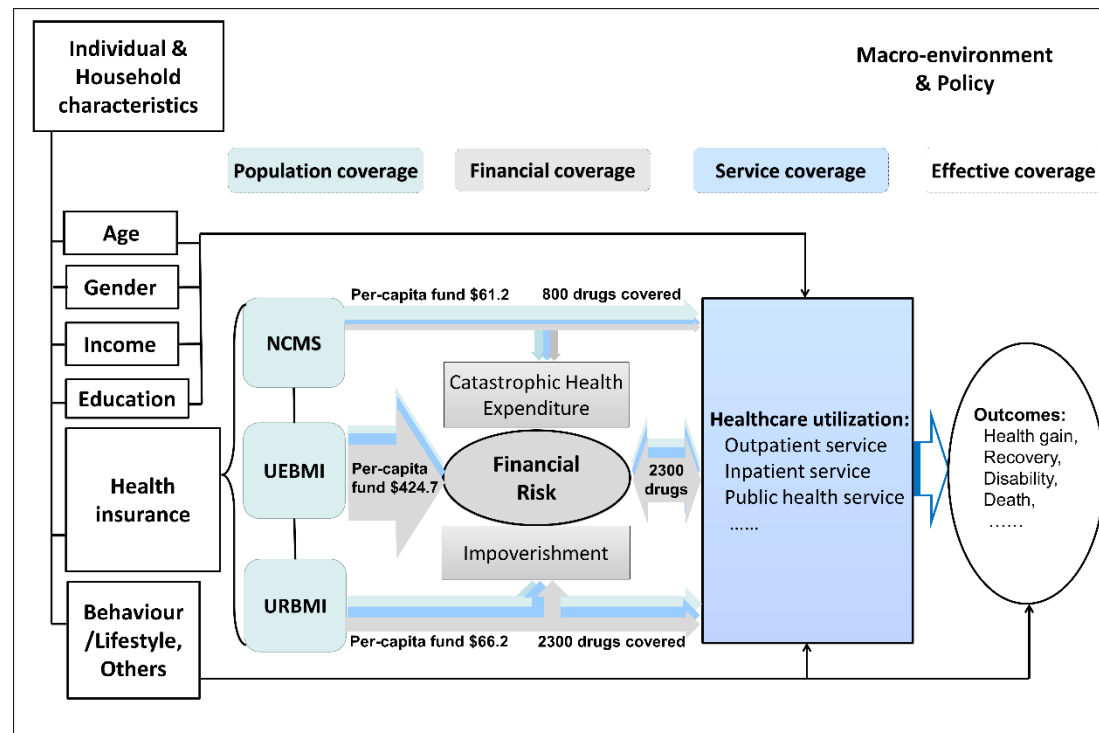 Individual &
Household
characteristics
Macro-environment
& Policy
Population coverage
Financial coverage
Service coverage
Effective coverage
Age
Gender
Income
Education
Health
insurance
Behaviour
/Lifestyle,
Others
NCMS
UEBMI
URBMI
Per-capita fund $61.2
800 drugs covered
Catastrophic Health
Expenditure
Per-capita
fund $424.7
Financial
Risk
2300
drugs
Impoverishment
Per-capita fund $66.2
2300 drugs covered
Healthcare utilization:
Outpatient service
Inpatient service
Public health service
......
Outcomes:
Health gain,
Recovery,
Disability,
Death,
......